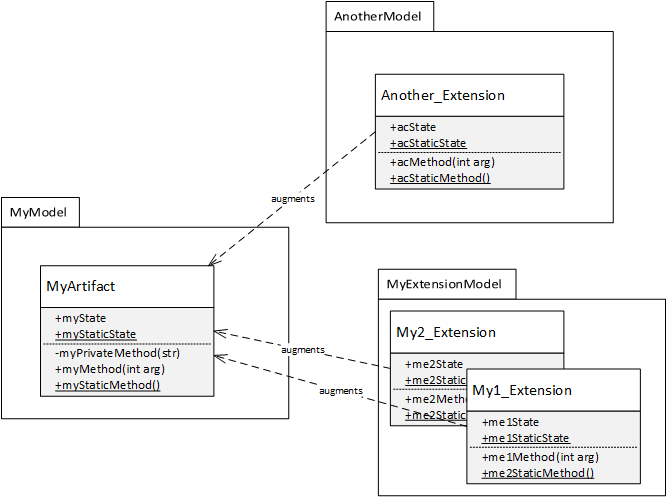 AnotherModel
Another_Extension
+acState
+acStaticState
+acMethod(int arg)
+acStaticMethod()
augments
MyModel
MyArtifact
+myState
+myStaticState
-myPrivateMethod(str)
+myMethod(int arg)
+myStaticMethod()
MyExtensionModel
My2_Extension
+me2State
+me2Static
+me2Metho
+me2Static
augments
augments
My1_Extension
+me1State
+me1StaticState
+me1Method(int arg)
+me2StaticMethod()